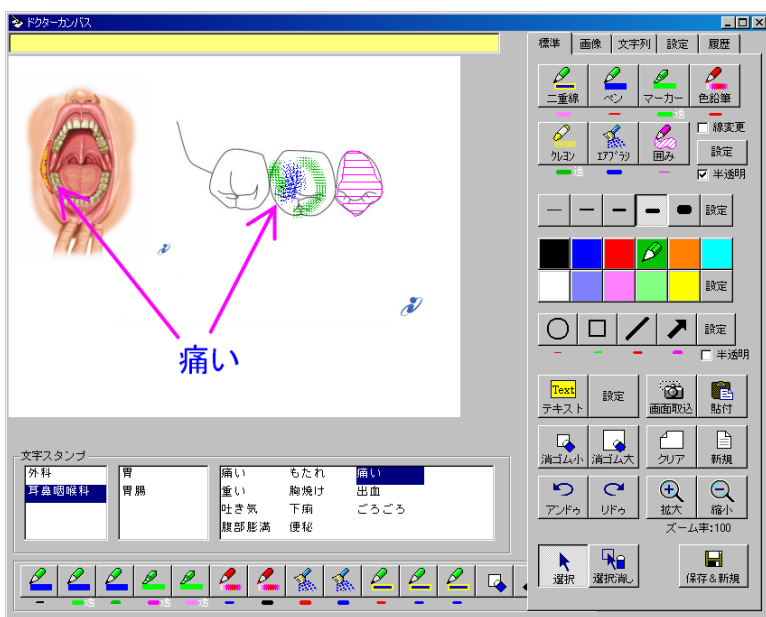 ドクターカンバス
標準 画像 文字列 設定 履歴
二重線 ペン マーカー 色鉛筆
透
線変更
クレヨン エアブラシ 囲み 設定
透
半透明
設定
設定
設定
半透明
痛い
Text
テキスト 設定 画面取込 貼付
消ゴム小 消ゴム大 クリア 新規
アンドゥ リドゥ 拡大 縮小
ズーム率:100
選択 選択消し 保存&新規
文字スタンプ
外科 胃 痛い もたれ 痛い
耳鼻咽喉科 胃腸 重い 胸焼け 出血
吐き気 下痢 ごろごろ
腹部膨満 便秘
透 透 透